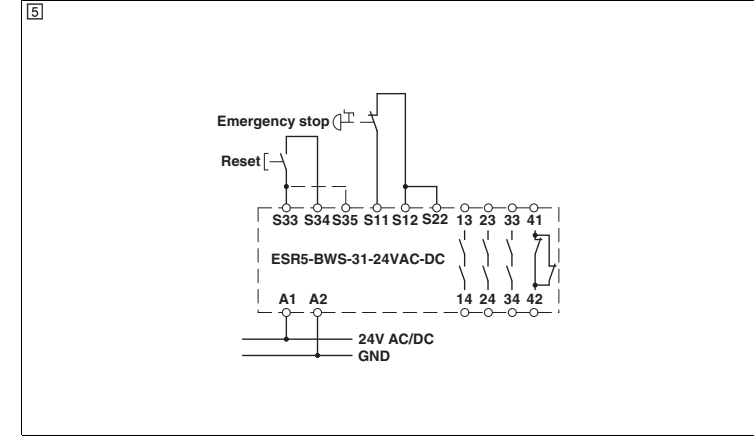 5
Emergency stop
Reset
S33 S34 S35 S11 S12 S22 13 23 33 41
ESR5-BWS-31-24VAC-DC
A1 A2 14 24 34 42
24V AC/DC
GND